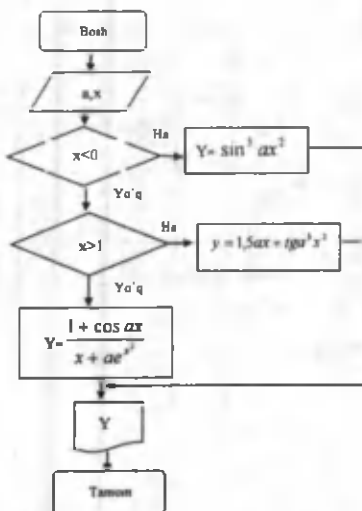 Bosh
a,x
x<0
Ha
Y= sin³ ax²
Yo'q
x>1
Ha
y = 1,5ax + tga³x²
Yo'q
Y= 1 + cos ax
x + ae^x²
Y
Tamom